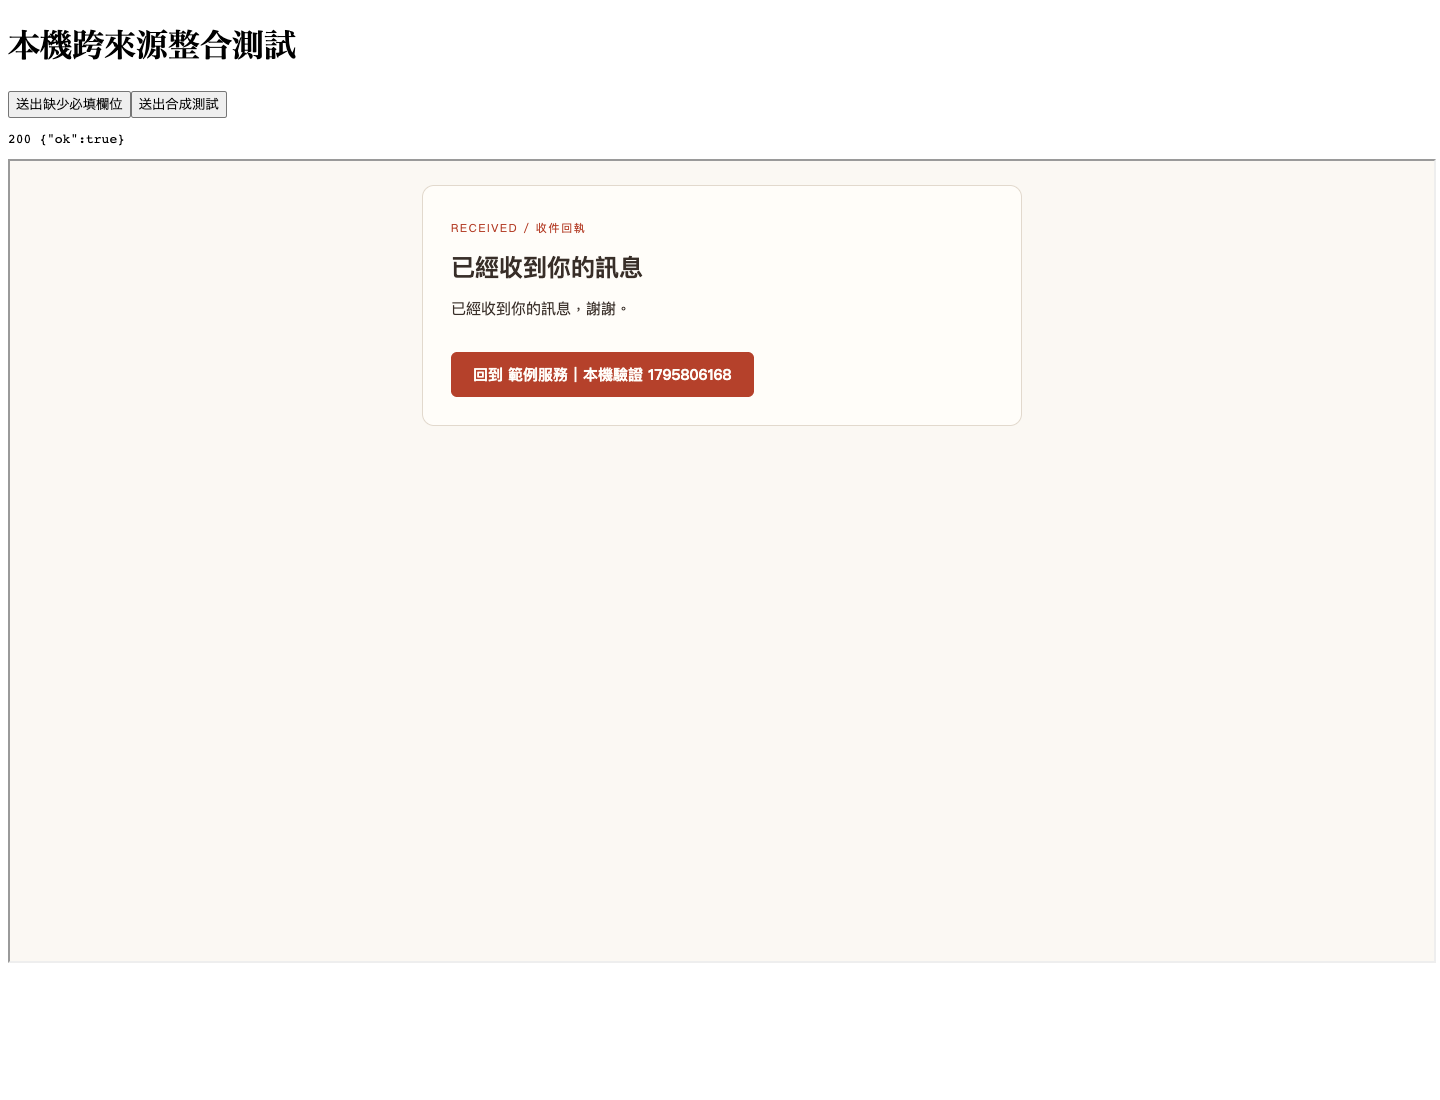 本機跨來源整合測試
送出缺少必填欄位 送出合成測試
200 {"ok":true}
RECEIVED / 收件回執
已經收到你的訊息
已經收到你的訊息，謝謝。
回到 範例服務｜本機驗證 1795806168